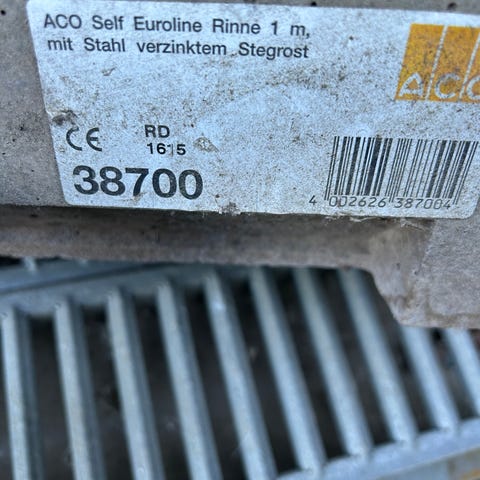 ACO Self Euroline Rinne 1 m,
mit Stahl verzinktem Stegrost
ACO
CE
RD
1615
38700
4 002626 387004